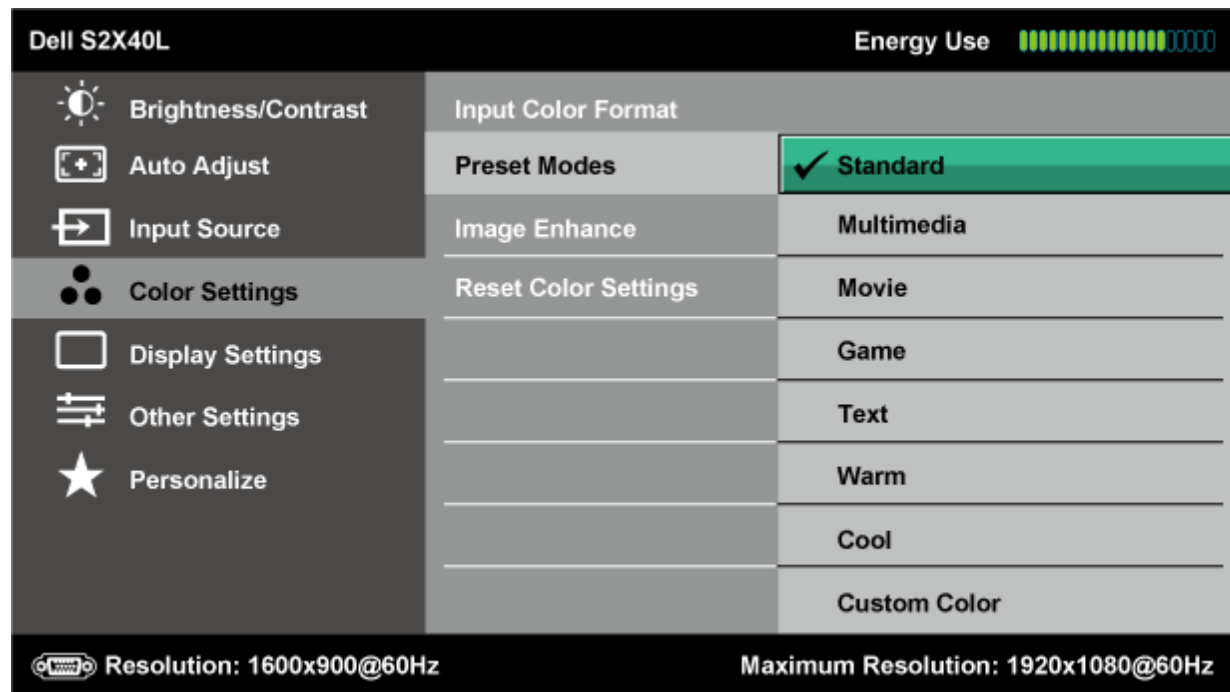 Dell S2X40L
Energy Use
Brightness/Contrast
Auto Adjust
Input Source
Color Settings
Display Settings
Other Settings
Personalize
Input Color Format
Preset Modes
Image Enhance
Reset Color Settings
Standard
Multimedia
Movie
Game
Text
Warm
Cool
Custom Color
Resolution: 1600x900@60Hz
Maximum Resolution: 1920x1080@60Hz